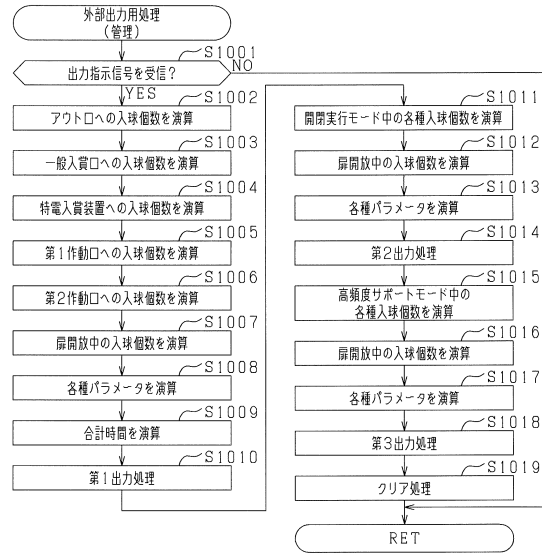 外部出力用処理
(管理)
S1001
出力指示信号を受信?
NO
YES
S1002
アウト口への入球個数を演算
S1003
一般入賞口への入球個数を演算
S1004
特電入賞装置への入球個数を演算
S1005
第1作動口への入球個数を演算
S1006
第2作動口への入球個数を演算
S1007
扉開放中の入球個数を演算
S1008
各種パラメータを演算
S1009
合計時間を演算
S1010
第1出力処理
S1011
開閉実行モード中の各種入球個数を演算
S1012
扉開放中の入球個数を演算
S1013
各種パラメータを演算
S1014
第2出力処理
S1015
高頻度サポートモード中の
各種入球個数を演算
S1016
扉開放中の入球個数を演算
S1017
各種パラメータを演算
S1018
第3出力処理
S1019
クリア処理
RET